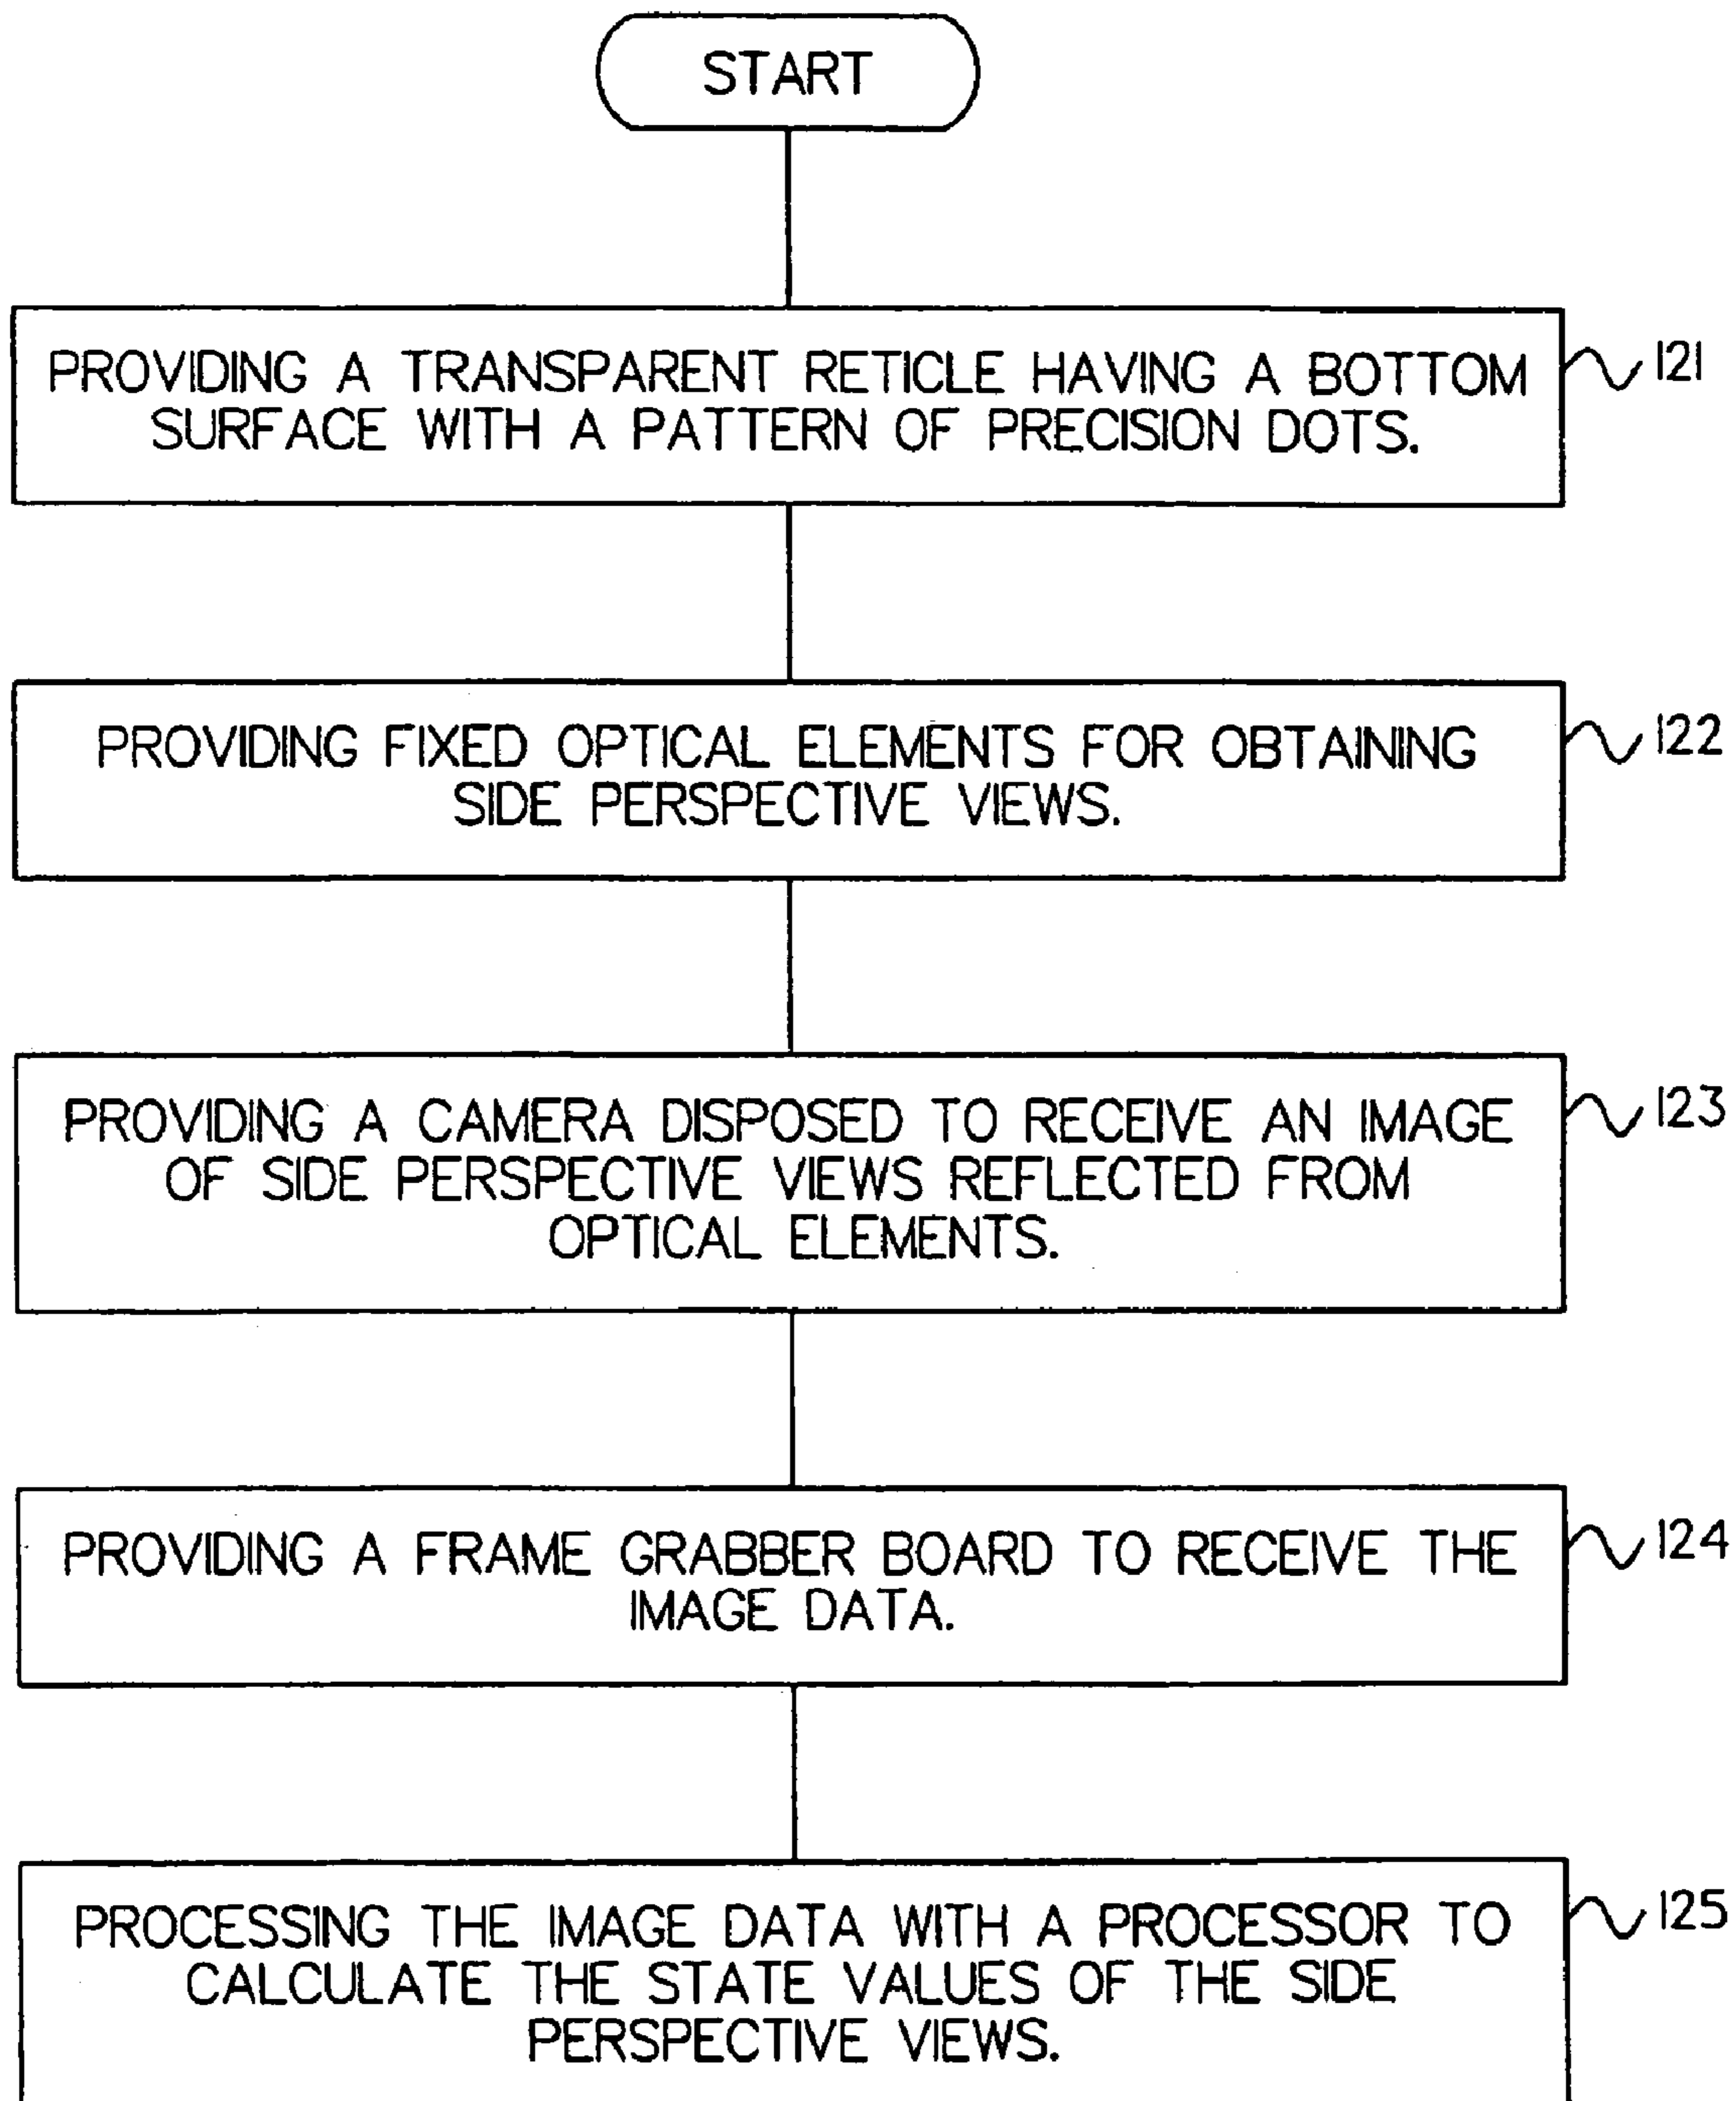 START
PROVIDING A TRANSPARENT RETICLE HAVING A BOTTOM
SURFACE WITH A PATTERN OF PRECISION DOTS.
121
PROVIDING FIXED OPTICAL ELEMENTS FOR OBTAINING
SIDE PERSPECTIVE VIEWS.
122
PROVIDING A CAMERA DISPOSED TO RECEIVE AN IMAGE
OF SIDE PERSPECTIVE VIEWS REFLECTED FROM
OPTICAL ELEMENTS.
123
PROVIDING A FRAME GRABBER BOARD TO RECEIVE THE
IMAGE DATA.
124
PROCESSING THE IMAGE DATA WITH A PROCESSOR TO
CALCULATE THE STATE VALUES OF THE SIDE
PERSPECTIVE VIEWS.
125